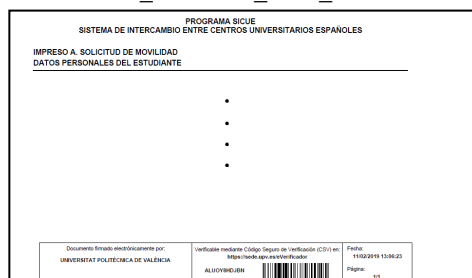 PROGRAMA SICUE
SISTEMA DE INTERCAMBIO ENTRE CENTROS UNIVERSITARIOS ESPAÑOLES
IMPRESO A. SOLICITUD DE MOVILIDAD
DATOS PERSONALES DEL ESTUDIANTE
•
•
•
•
Documento firmado electrónicamente por:
UNIVERSITAT POLITÈCNICA DE VALÈNCIA
Verificable mediante Código Seguro de Verificación (CSV) en:
https://sede.upv.es/eVerificador
ALUOY8HDJBN
Fecha:
11/02/2019 13:06:23
Página:
1/1